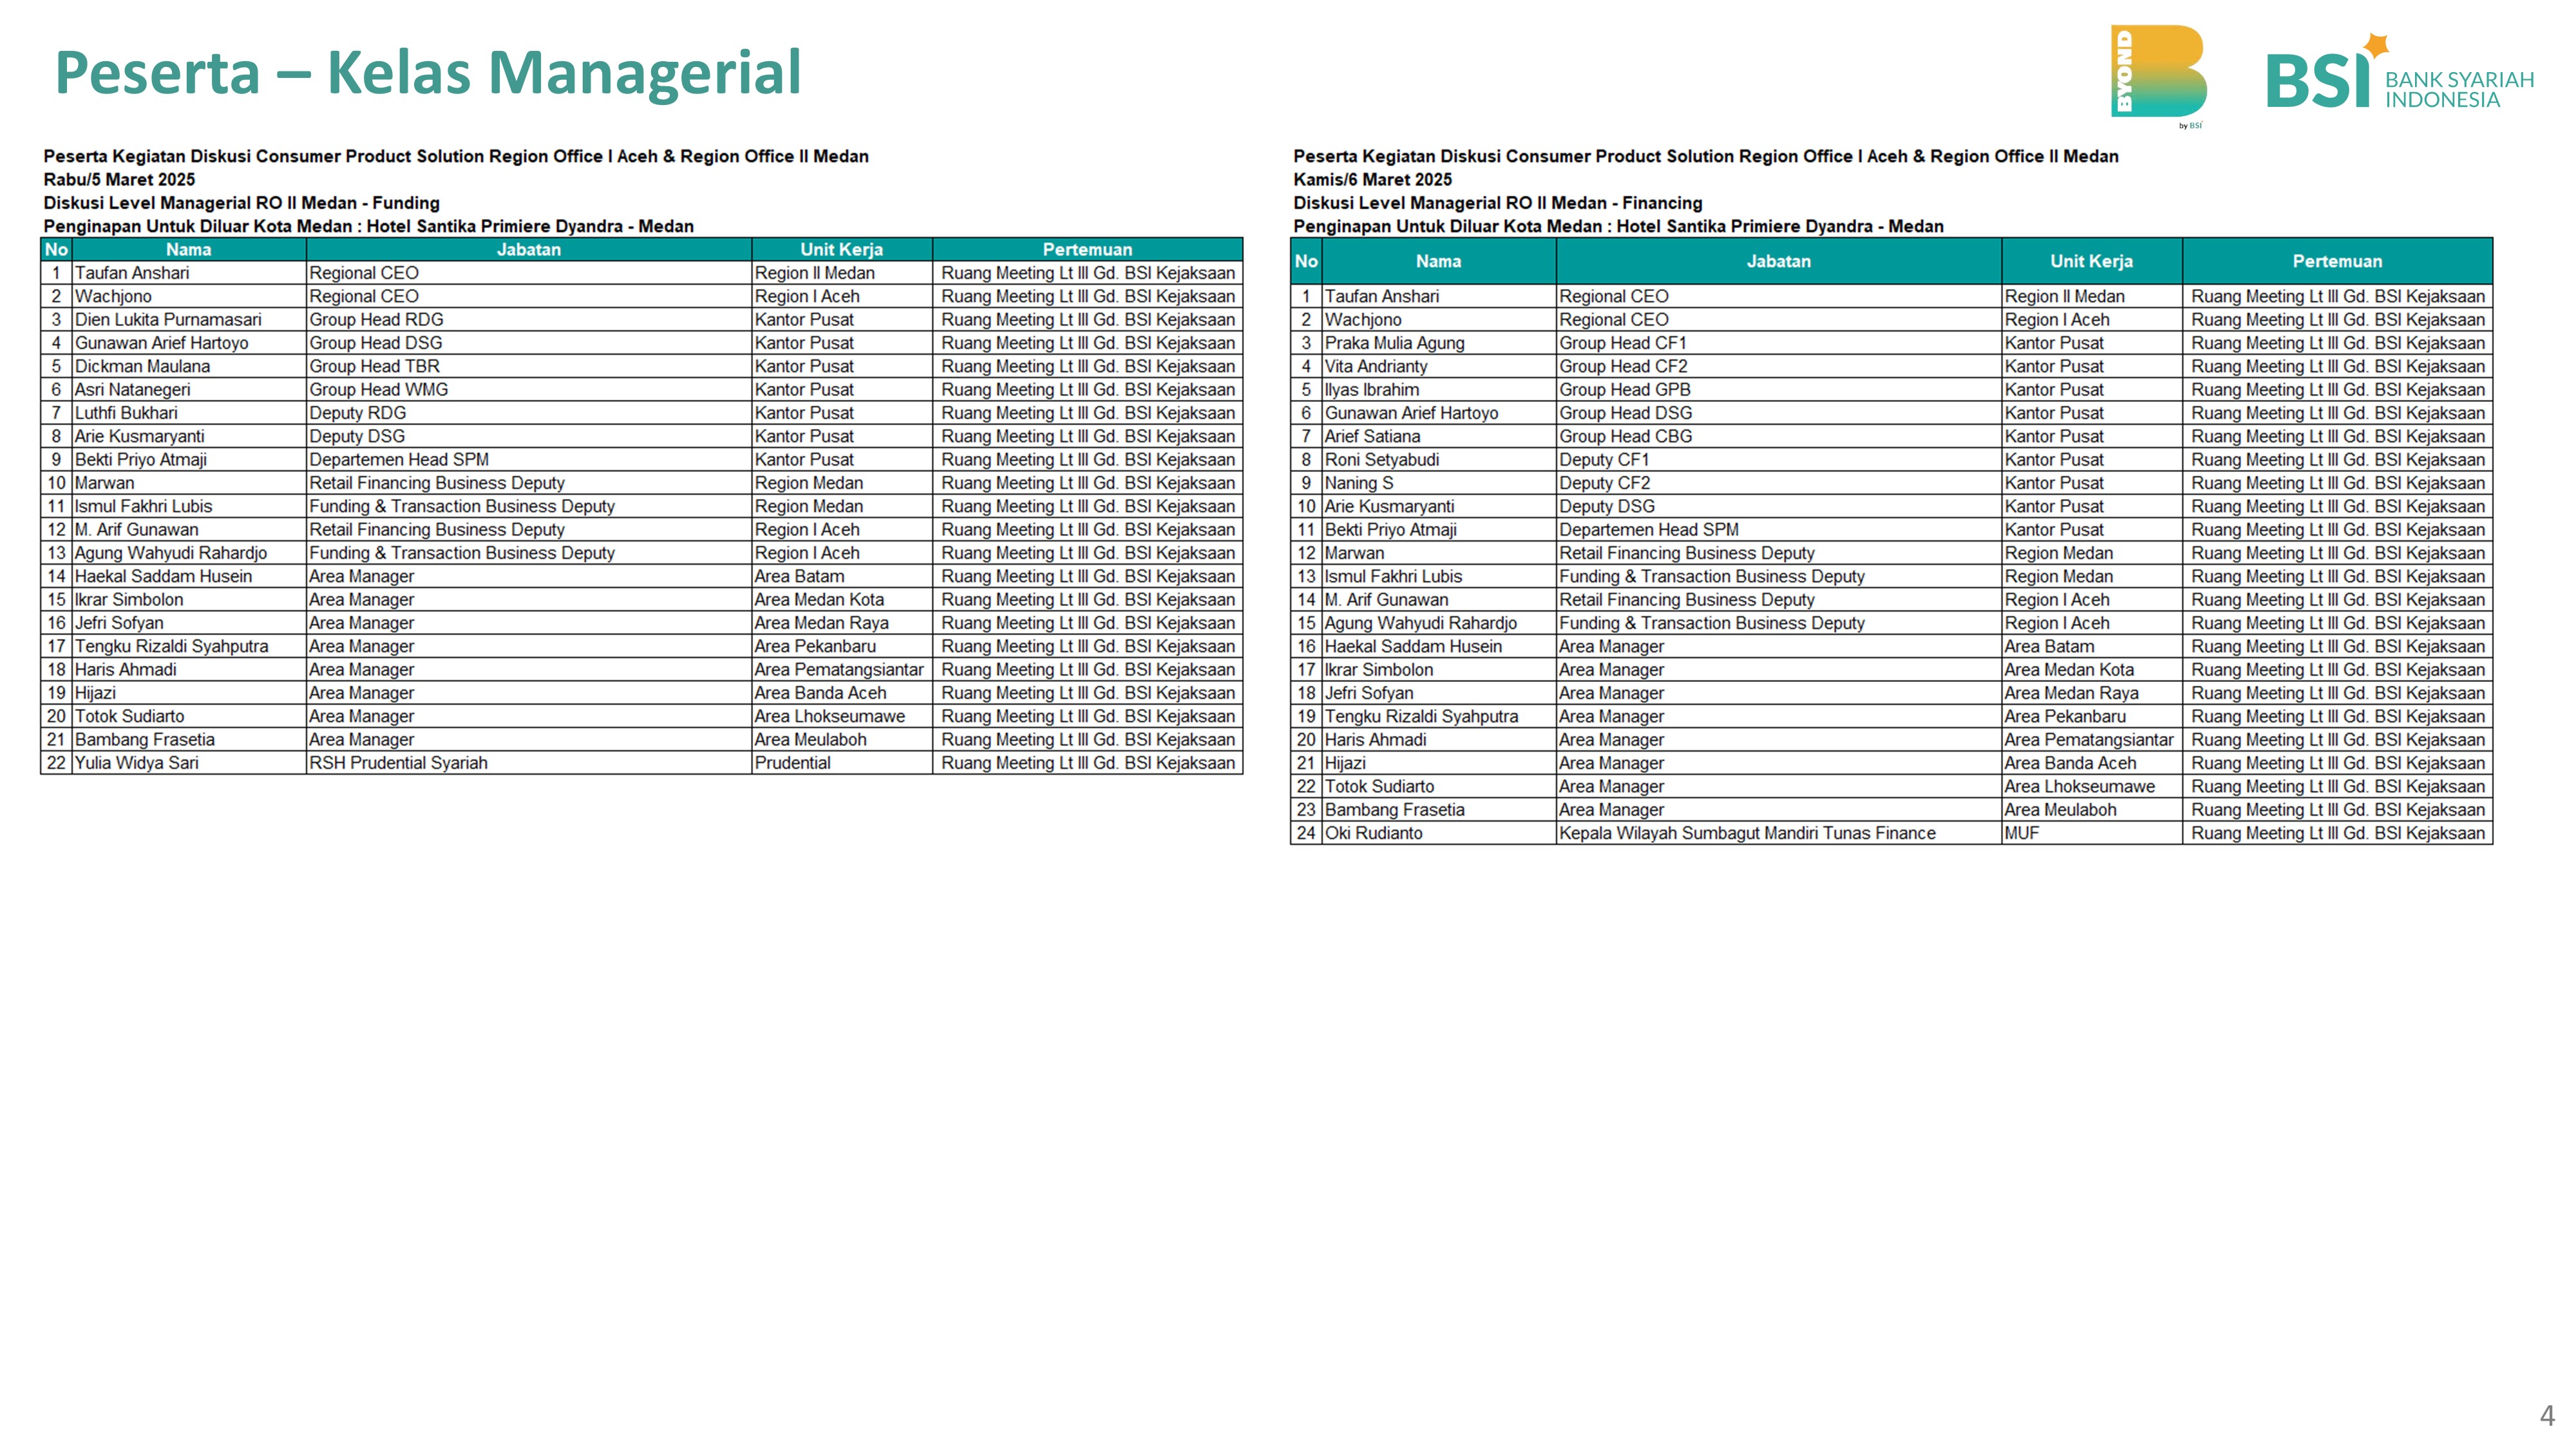 Peserta – Kelas Managerial
BYOND
by BSI
BSI BANK SYARIAH
INDONESIA
Peserta Kegiatan Diskusi Consumer Product Solution Region Office I Aceh & Region Office II Medan
Rabu/5 Maret 2025
Diskusi Level Managerial RO II Medan - Funding
Penginapan Untuk Diluar Kota Medan : Hotel Santika Primiere Dyandra - Medan
No Nama Jabatan Unit Kerja Pertemuan
1 Taufan Anshari Regional CEO Region II Medan Ruang Meeting Lt III Gd. BSI Kejaksaan
2 Wachjono Regional CEO Region I Aceh Ruang Meeting Lt III Gd. BSI Kejaksaan
3 Dien Lukita Purnamasari Group Head RDG Kantor Pusat Ruang Meeting Lt III Gd. BSI Kejaksaan
4 Gunawan Arief Hartoyo Group Head DSG Kantor Pusat Ruang Meeting Lt III Gd. BSI Kejaksaan
5 Dickman Maulana Group Head TBR Kantor Pusat Ruang Meeting Lt III Gd. BSI Kejaksaan
6 Asri Natanegeri Group Head WMG Kantor Pusat Ruang Meeting Lt III Gd. BSI Kejaksaan
7 Luthfi Bukhari Deputy RDG Kantor Pusat Ruang Meeting Lt III Gd. BSI Kejaksaan
8 Arie Kusmaryanti Deputy DSG Kantor Pusat Ruang Meeting Lt III Gd. BSI Kejaksaan
9 Bekti Priyo Atmaji Departemen Head SPM Kantor Pusat Ruang Meeting Lt III Gd. BSI Kejaksaan
10 Marwan Retail Financing Business Deputy Region Medan Ruang Meeting Lt III Gd. BSI Kejaksaan
11 Ismul Fakhri Lubis Funding & Transaction Business Deputy Region Medan Ruang Meeting Lt III Gd. BSI Kejaksaan
12 M. Arif Gunawan Retail Financing Business Deputy Region I Aceh Ruang Meeting Lt III Gd. BSI Kejaksaan
13 Agung Wahyudi Rahardjo Funding & Transaction Business Deputy Region I Aceh Ruang Meeting Lt III Gd. BSI Kejaksaan
14 Haekal Saddam Husein Area Manager Area Batam Ruang Meeting Lt III Gd. BSI Kejaksaan
15 Ikrar Simbolon Area Manager Area Medan Kota Ruang Meeting Lt III Gd. BSI Kejaksaan
16 Jefri Sofyan Area Manager Area Medan Raya Ruang Meeting Lt III Gd. BSI Kejaksaan
17 Tengku Rizaldi Syahputra Area Manager Area Pekanbaru Ruang Meeting Lt III Gd. BSI Kejaksaan
18 Haris Ahmadi Area Manager Area Pematangsiantar Ruang Meeting Lt III Gd. BSI Kejaksaan
19 Hijazi Area Manager Area Banda Aceh Ruang Meeting Lt III Gd. BSI Kejaksaan
20 Totok Sudiarto Area Manager Area Lhokseumawe Ruang Meeting Lt III Gd. BSI Kejaksaan
21 Bambang Frasetia Area Manager Area Meulaboh Ruang Meeting Lt III Gd. BSI Kejaksaan
22 Yulia Widya Sari RSH Prudential Syariah Prudential Ruang Meeting Lt III Gd. BSI Kejaksaan
Peserta Kegiatan Diskusi Consumer Product Solution Region Office I Aceh & Region Office II Medan
Kamis/6 Maret 2025
Diskusi Level Managerial RO II Medan - Financing
Penginapan Untuk Diluar Kota Medan : Hotel Santika Primiere Dyandra - Medan
No Nama Jabatan Unit Kerja Pertemuan
1 Taufan Anshari Regional CEO Region II Medan Ruang Meeting Lt III Gd. BSI Kejaksaan
2 Wachjono Regional CEO Region I Aceh Ruang Meeting Lt III Gd. BSI Kejaksaan
3 Praka Mulia Agung Group Head CF1 Kantor Pusat Ruang Meeting Lt III Gd. BSI Kejaksaan
4 Vita Andrianty Group Head CF2 Kantor Pusat Ruang Meeting Lt III Gd. BSI Kejaksaan
5 Ilyas Ibrahim Group Head GPB Kantor Pusat Ruang Meeting Lt III Gd. BSI Kejaksaan
6 Gunawan Arief Hartoyo Group Head DSG Kantor Pusat Ruang Meeting Lt III Gd. BSI Kejaksaan
7 Arief Satiana Group Head CBG Kantor Pusat Ruang Meeting Lt III Gd. BSI Kejaksaan
8 Roni Setyabudi Deputy CF1 Kantor Pusat Ruang Meeting Lt III Gd. BSI Kejaksaan
9 Naning S Deputy CF2 Kantor Pusat Ruang Meeting Lt III Gd. BSI Kejaksaan
10 Arie Kusmaryanti Deputy DSG Kantor Pusat Ruang Meeting Lt III Gd. BSI Kejaksaan
11 Bekti Priyo Atmaji Departemen Head SPM Kantor Pusat Ruang Meeting Lt III Gd. BSI Kejaksaan
12 Marwan Retail Financing Business Deputy Region Medan Ruang Meeting Lt III Gd. BSI Kejaksaan
13 Ismul Fakhri Lubis Funding & Transaction Business Deputy Region Medan Ruang Meeting Lt III Gd. BSI Kejaksaan
14 M. Arif Gunawan Retail Financing Business Deputy Region I Aceh Ruang Meeting Lt III Gd. BSI Kejaksaan
15 Agung Wahyudi Rahardjo Funding & Transaction Business Deputy Region I Aceh Ruang Meeting Lt III Gd. BSI Kejaksaan
16 Haekal Saddam Husein Area Manager Area Batam Ruang Meeting Lt III Gd. BSI Kejaksaan
17 Ikrar Simbolon Area Manager Area Medan Kota Ruang Meeting Lt III Gd. BSI Kejaksaan
18 Jefri Sofyan Area Manager Area Medan Raya Ruang Meeting Lt III Gd. BSI Kejaksaan
19 Tengku Rizaldi Syahputra Area Manager Area Pekanbaru Ruang Meeting Lt III Gd. BSI Kejaksaan
20 Haris Ahmadi Area Manager Area Pematangsiantar Ruang Meeting Lt III Gd. BSI Kejaksaan
21 Hijazi Area Manager Area Banda Aceh Ruang Meeting Lt III Gd. BSI Kejaksaan
22 Totok Sudiarto Area Manager Area Lhokseumawe Ruang Meeting Lt III Gd. BSI Kejaksaan
23 Bambang Frasetia Area Manager Area Meulaboh Ruang Meeting Lt III Gd. BSI Kejaksaan
24 Oki Rudianto Kepala Wilayah Sumbagut Mandiri Tunas Finance MUF Ruang Meeting Lt III Gd. BSI Kejaksaan
4